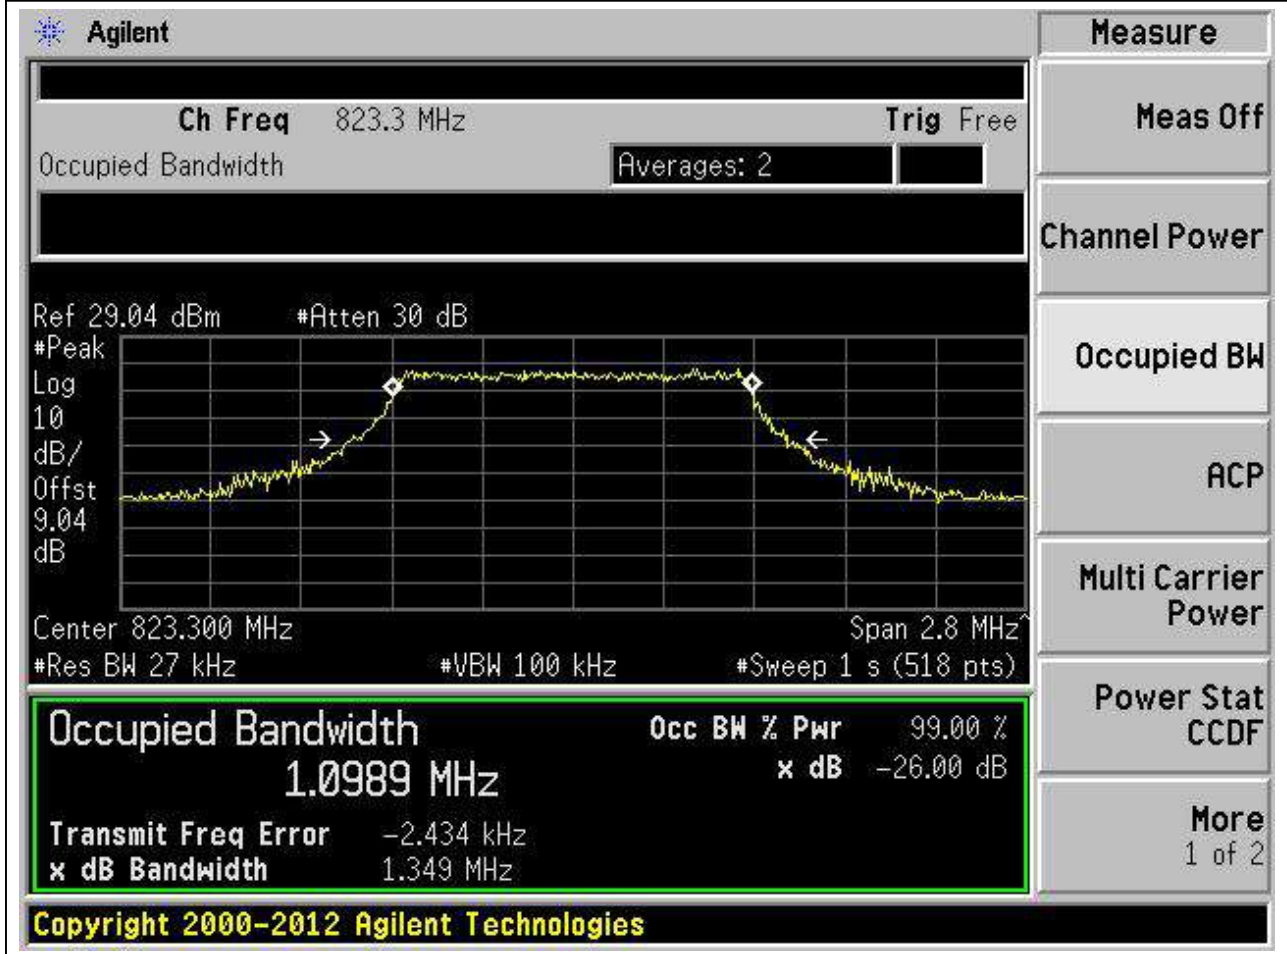 Agilent
Measure
Ch Freq 823.3 MHz Trig Free
Occupied Bandwidth Averages: 2
Meas Off
Channel Power
Occupied BW
ACP
Multi Carrier
Power
Power Stat
CCDF
More
1 of 2
Ref 29.04 dBm #Atten 30 dB
#Peak
Log
10
dB/
Offst
9.04
dB
Center 823.300 MHz Span 2.8 MHz^
#Res BW 27 kHz #VBW 100 kHz #Sweep 1 s (518 pts)
Occupied Bandwidth Occ BW % Pwr 99.00 %
1.0989 MHz x dB -26.00 dB
Transmit Freq Error -2.434 kHz
x dB Bandwidth 1.349 MHz
Copyright 2000-2012 Agilent Technologies